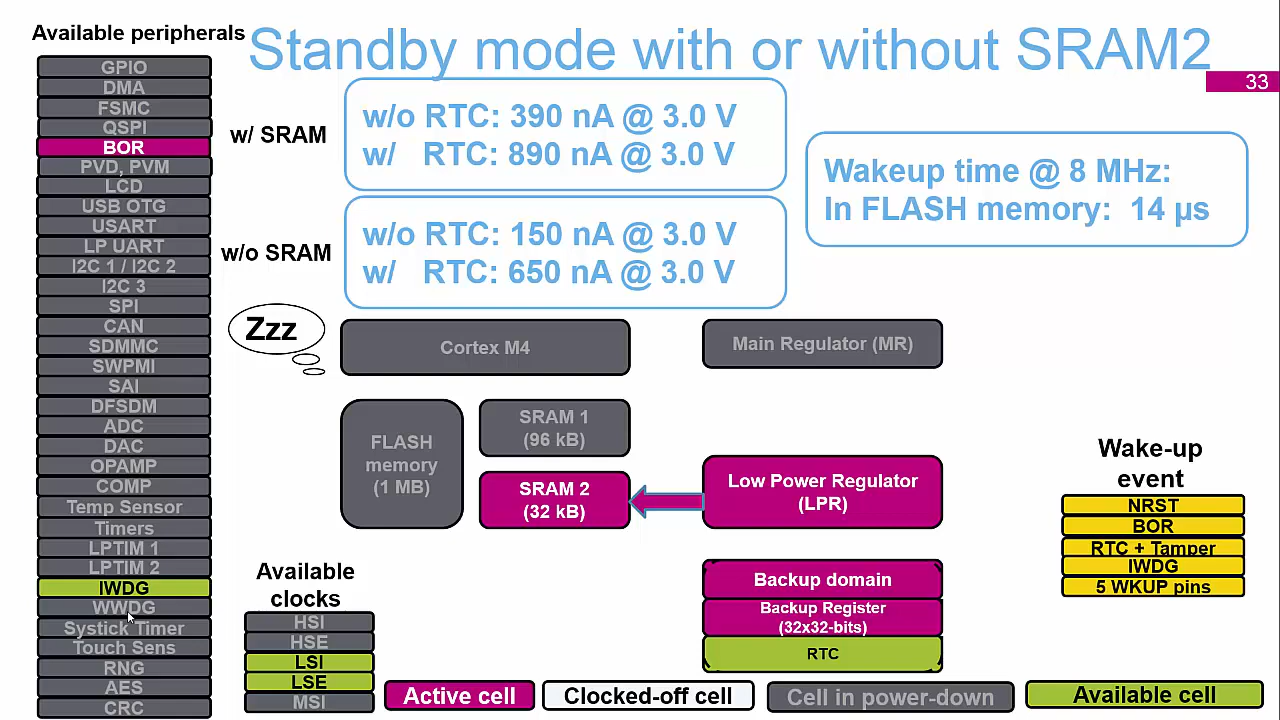 Available peripherals
GPIO
DMA
FSMC
QSPI
BOR
PVD, PVM
LCD
USB OTG
USART
LP UART
I2C 1 / I2C 2
I2C 3
SPI
CAN
SDMMC
SWPMI
SAI
DFSDM
ADC
DAC
OPAMP
COMP
Temp Sensor
Timers
LPTIM 1
LPTIM 2
IWDG
WWDG
Systick Timer
Touch Sens
RNG
AES
CRC
Standby mode with or without SRAM2
33
w/ SRAM
w/o RTC: 390 nA @ 3.0 V
w/ RTC: 890 nA @ 3.0 V
w/o SRAM
w/o RTC: 150 nA @ 3.0 V
w/ RTC: 650 nA @ 3.0 V
Wakeup time @ 8 MHz:
In FLASH memory: 14 µs
Zzz
Cortex M4
Main Regulator (MR)
FLASH
memory
(1 MB)
SRAM 1
(96 kB)
SRAM 2
(32 kB)
Low Power Regulator
(LPR)
Backup domain
Backup Register
(32x32-bits)
RTC
Wake-up
event
NRST
BOR
RTC + Tamper
IWDG
5 WKUP pins
Available
clocks
HSI
HSE
LSI
LSE
MSI
Active cell
Clocked-off cell
Cell in power-down
Available cell